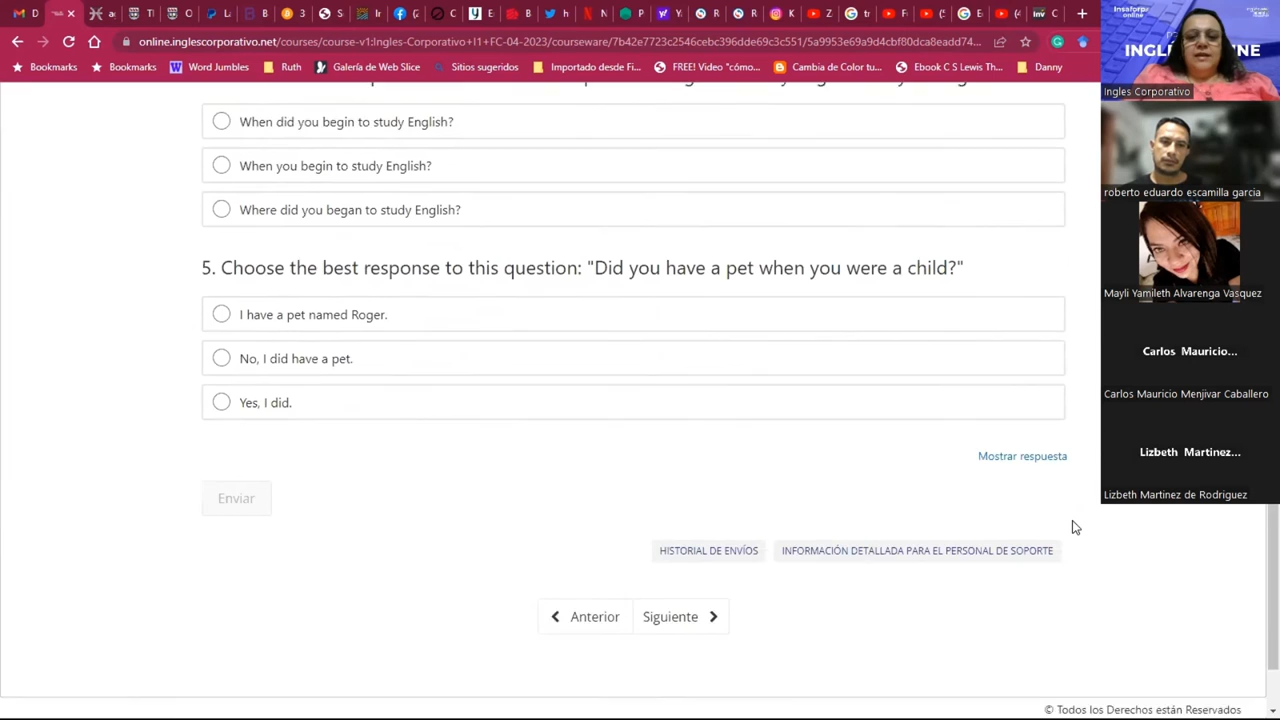 M D
S
T
O
La
B
B
3
S
Ir
C
Y E
B
h
N
P
Y
R
R
K
Z
F
(S
E
(4
C
online.inglescorporativo.net/courses/course-v1:Ingles-Corporativo+I1+FC-04-2023/courseware/7b42e7723c2546cebc396dde69c3c551/5a9953e69a9d4cbf80dca8eadd74...
Bookmarks
Bookmarks
Word Jumbles
Ruth
Galería de Web Slice
Sitios sugeridos
Importado desde Fi...
FREE! Video "cómo...
Cambia de Color tu...
Ebook C S Lewis Th...
Danny
When did you begin to study English?
When you begin to study English?
Where did you began to study English?
5. Choose the best response to this question: "Did you have a pet when you were a child?"
I have a pet named Roger.
No, I did have a pet.
Yes, I did.
Mostrar respuesta
Enviar
HISTORIAL DE ENVÍOS
INFORMACIÓN DETALLADA PARA EL PERSONAL DE SOPORTE
Anterior
Siguiente
© Todos los Derechos están Reservados
Insaforp
online
Ingles Corporativo
roberto eduardo escamilla garcia
Mayli Yamileth Alvarenga Vasquez
Carlos Mauricio...
Carlos Mauricio Menjivar Caballero
Lizbeth Martinez...
Lizbeth Martinez de Rodriguez